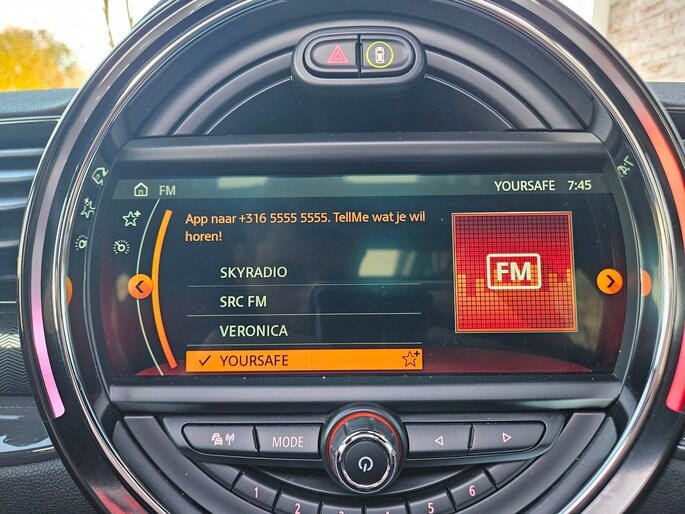 FM
YOURSAFE 7:45
App naar +316 5555 5555. TellMe wat je wil
horen!
SKYRADIO
SRC FM
VERONICA
YOURSAFE
FM
MODE
1
2
3
4
5
6